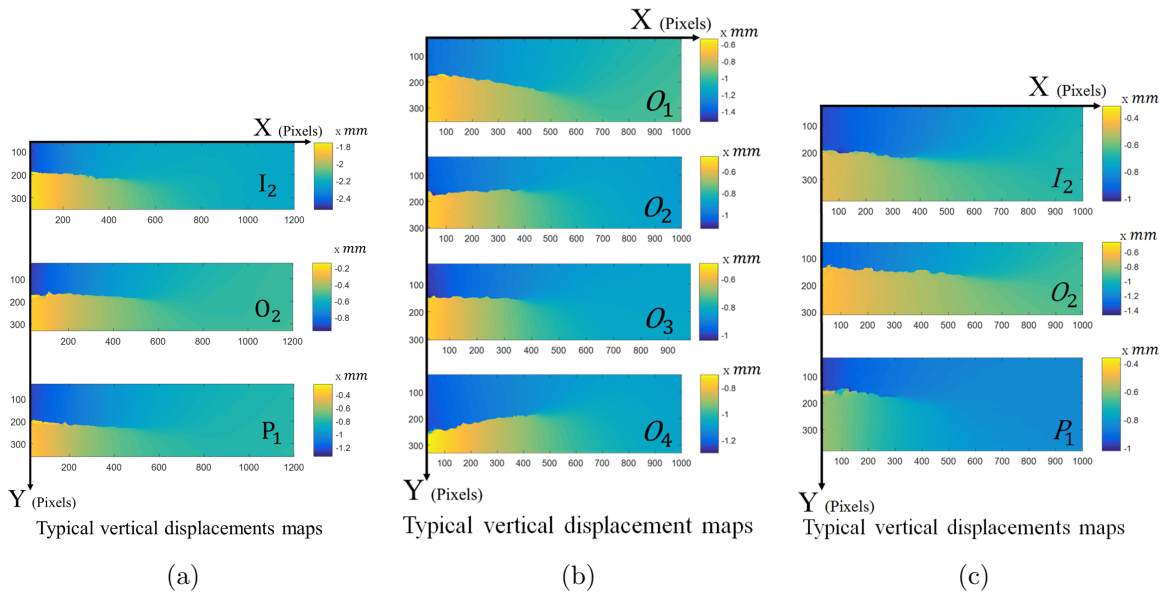 X (Pixels)
x mm
100
200
300
I₂
-1.8
-2
-2.2
-2.4
200 400 600 800 1000 1200
x mm
100
200
300
O₂
-0.2
-0.4
-0.6
-0.8
200 400 600 800 1000 1200
x mm
100
200
300
P₁
-0.4
-0.6
-0.8
-1
-1.2
200 400 600 800 1000 1200
Y (Pixels)
Typical vertical displacements maps
(a)
X (Pixels)
x mm
100
200
300
O₁
-0.6
-0.8
-1
-1.2
-1.4
100 200 300 400 500 600 700 800 900 1000
x mm
100
200
300
O₂
-0.6
-0.8
-1
100 200 300 400 500 600 700 800 900 1000
x mm
100
200
300
O₃
-0.6
-0.8
-1
100 200 300 400 500 600 700 800 900
x mm
100
200
300
O₄
-0.8
-1
-1.2
100 200 300 400 500 600 700 800 900 1000
Y (Pixels)
Typical vertical displacement maps
(b)
X (Pixels)
x mm
100
200
300
I₂
-0.4
-0.6
-0.8
-1
100 200 300 400 500 600 700 800 900 1000
x mm
100
200
300
O₂
-0.6
-0.8
-1
-1.2
-1.4
100 200 300 400 500 600 700 800 900 1000
x mm
100
200
300
400
P₁
-0.4
-0.6
-0.8
-1
100 200 300 400 500 600 700 800 900 1000
Y (Pixels)
Typical vertical displacements maps
(c)